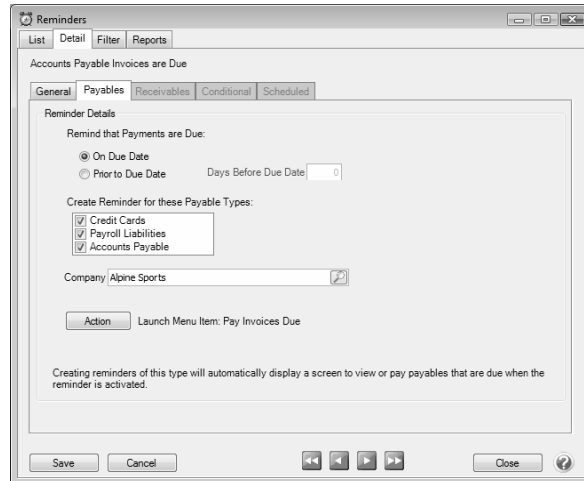 Reminders
List Detail Filter Reports
Accounts Payable Invoices are Due
General Payables Receivables Conditional Scheduled
Reminder Details
Remind that Payments are Due:
On Due Date
Prior to Due Date Days Before Due Date 0
Create Reminder for these Payable Types:
Credit Cards
Payroll Liabilities
Accounts Payable
Company Alpine Sports
Action Launch Menu Item: Pay Invoices Due
Creating reminders of this type will automatically display a screen to view or pay payables that are due when the
reminder is activated.
Save Cancel Close ?